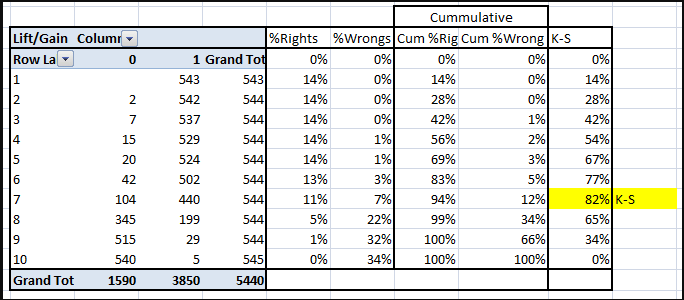 Cummulative
Lift/Gain Column %Rights %Wrongs Cum %Rig Cum %Wrong K-S
Row La 0 1 Grand Tot 0% 0% 0% 0% 0%
1 543 543 14% 0% 14% 0% 14%
2 2 542 544 14% 0% 28% 0% 28%
3 7 537 544 14% 0% 42% 1% 42%
4 15 529 544 14% 1% 56% 2% 54%
5 20 524 544 14% 1% 69% 3% 67%
6 42 502 544 13% 3% 83% 5% 77%
7 104 440 544 11% 7% 94% 12% 82% K-S
8 345 199 544 5% 22% 99% 34% 65%
9 515 29 544 1% 32% 100% 66% 34%
10 540 5 545 0% 34% 100% 100% 0%
Grand Tot 1590 3850 5440